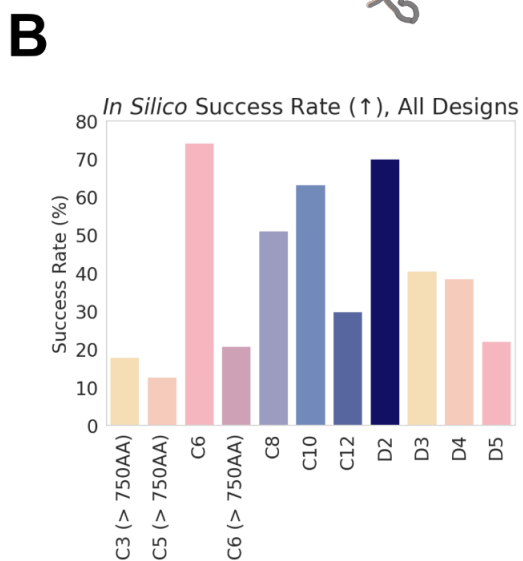 B
In Silico Success Rate (↑), All Designs
Success Rate (%)
80
70
60
50
40
30
20
10
0
C3 (> 750AA)
C5 (> 750AA)
C6
C6 (> 750AA)
C8
C10
C12
D2
D3
D4
D5